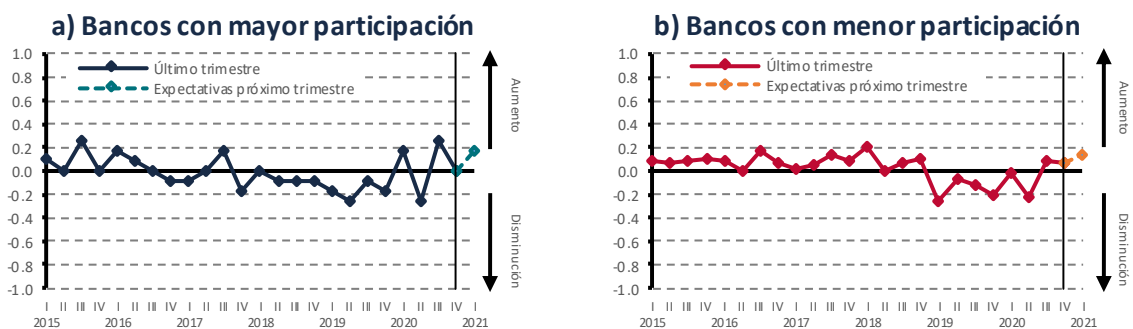 a) Bancos con mayor participación
1.0
0.8
0.6
0.4
0.2
0.0
-0.2
-0.4
-0.6
-0.8
-1.0
Último trimestre
Expectativas próximo trimestre
Aumento
Disminución
I II III IV I II III IV I II III IV I II III IV I II III IV I II III IV I
2015 2016 2017 2018 2019 2020 2021
b) Bancos con menor participación
1.0
0.8
0.6
0.4
0.2
0.0
-0.2
-0.4
-0.6
-0.8
-1.0
Último trimestre
Expectativas próximo trimestre
Aumento
Disminución
I II III IV I II III IV I II III IV I II III IV I II III IV I II III IV I
2015 2016 2017 2018 2019 2020 2021